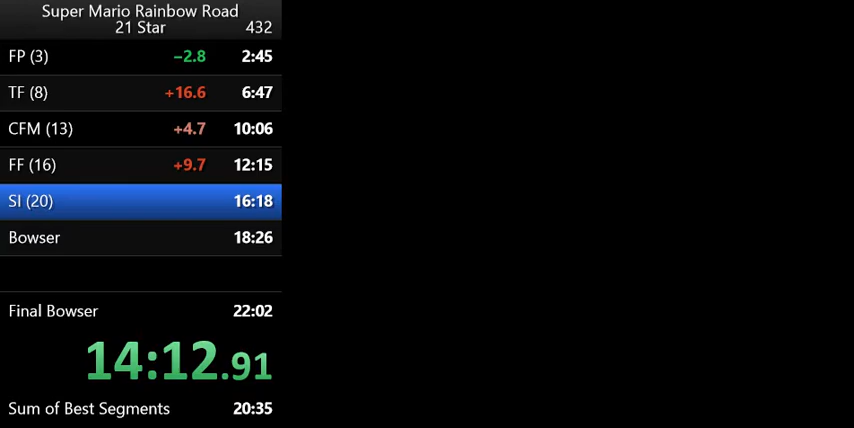 Super Mario Rainbow Road
21 Star 432
FP (3) −2.8 2:45
TF (8) +16.6 6:47
CFM (13) +4.7 10:06
FF (16) +9.7 12:15
SI (20) 16:18
Bowser 18:26
Final Bowser 22:02
14:12.91
Sum of Best Segments 20:35